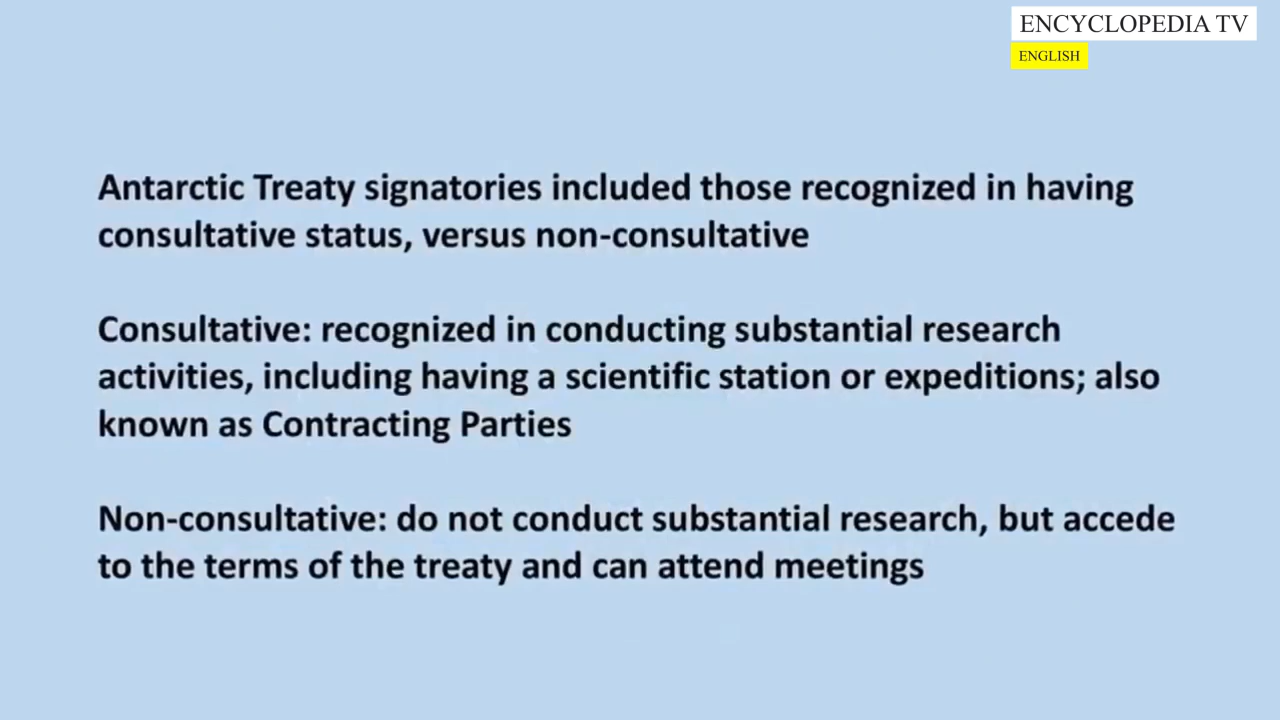 ENCYCLOPEDIA TV
ENGLISH
Antarctic Treaty signatories included those recognized in having
consultative status, versus non-consultative
Consultative: recognized in conducting substantial research
activities, including having a scientific station or expeditions; also
known as Contracting Parties
Non-consultative: do not conduct substantial research, but accede
to the terms of the treaty and can attend meetings